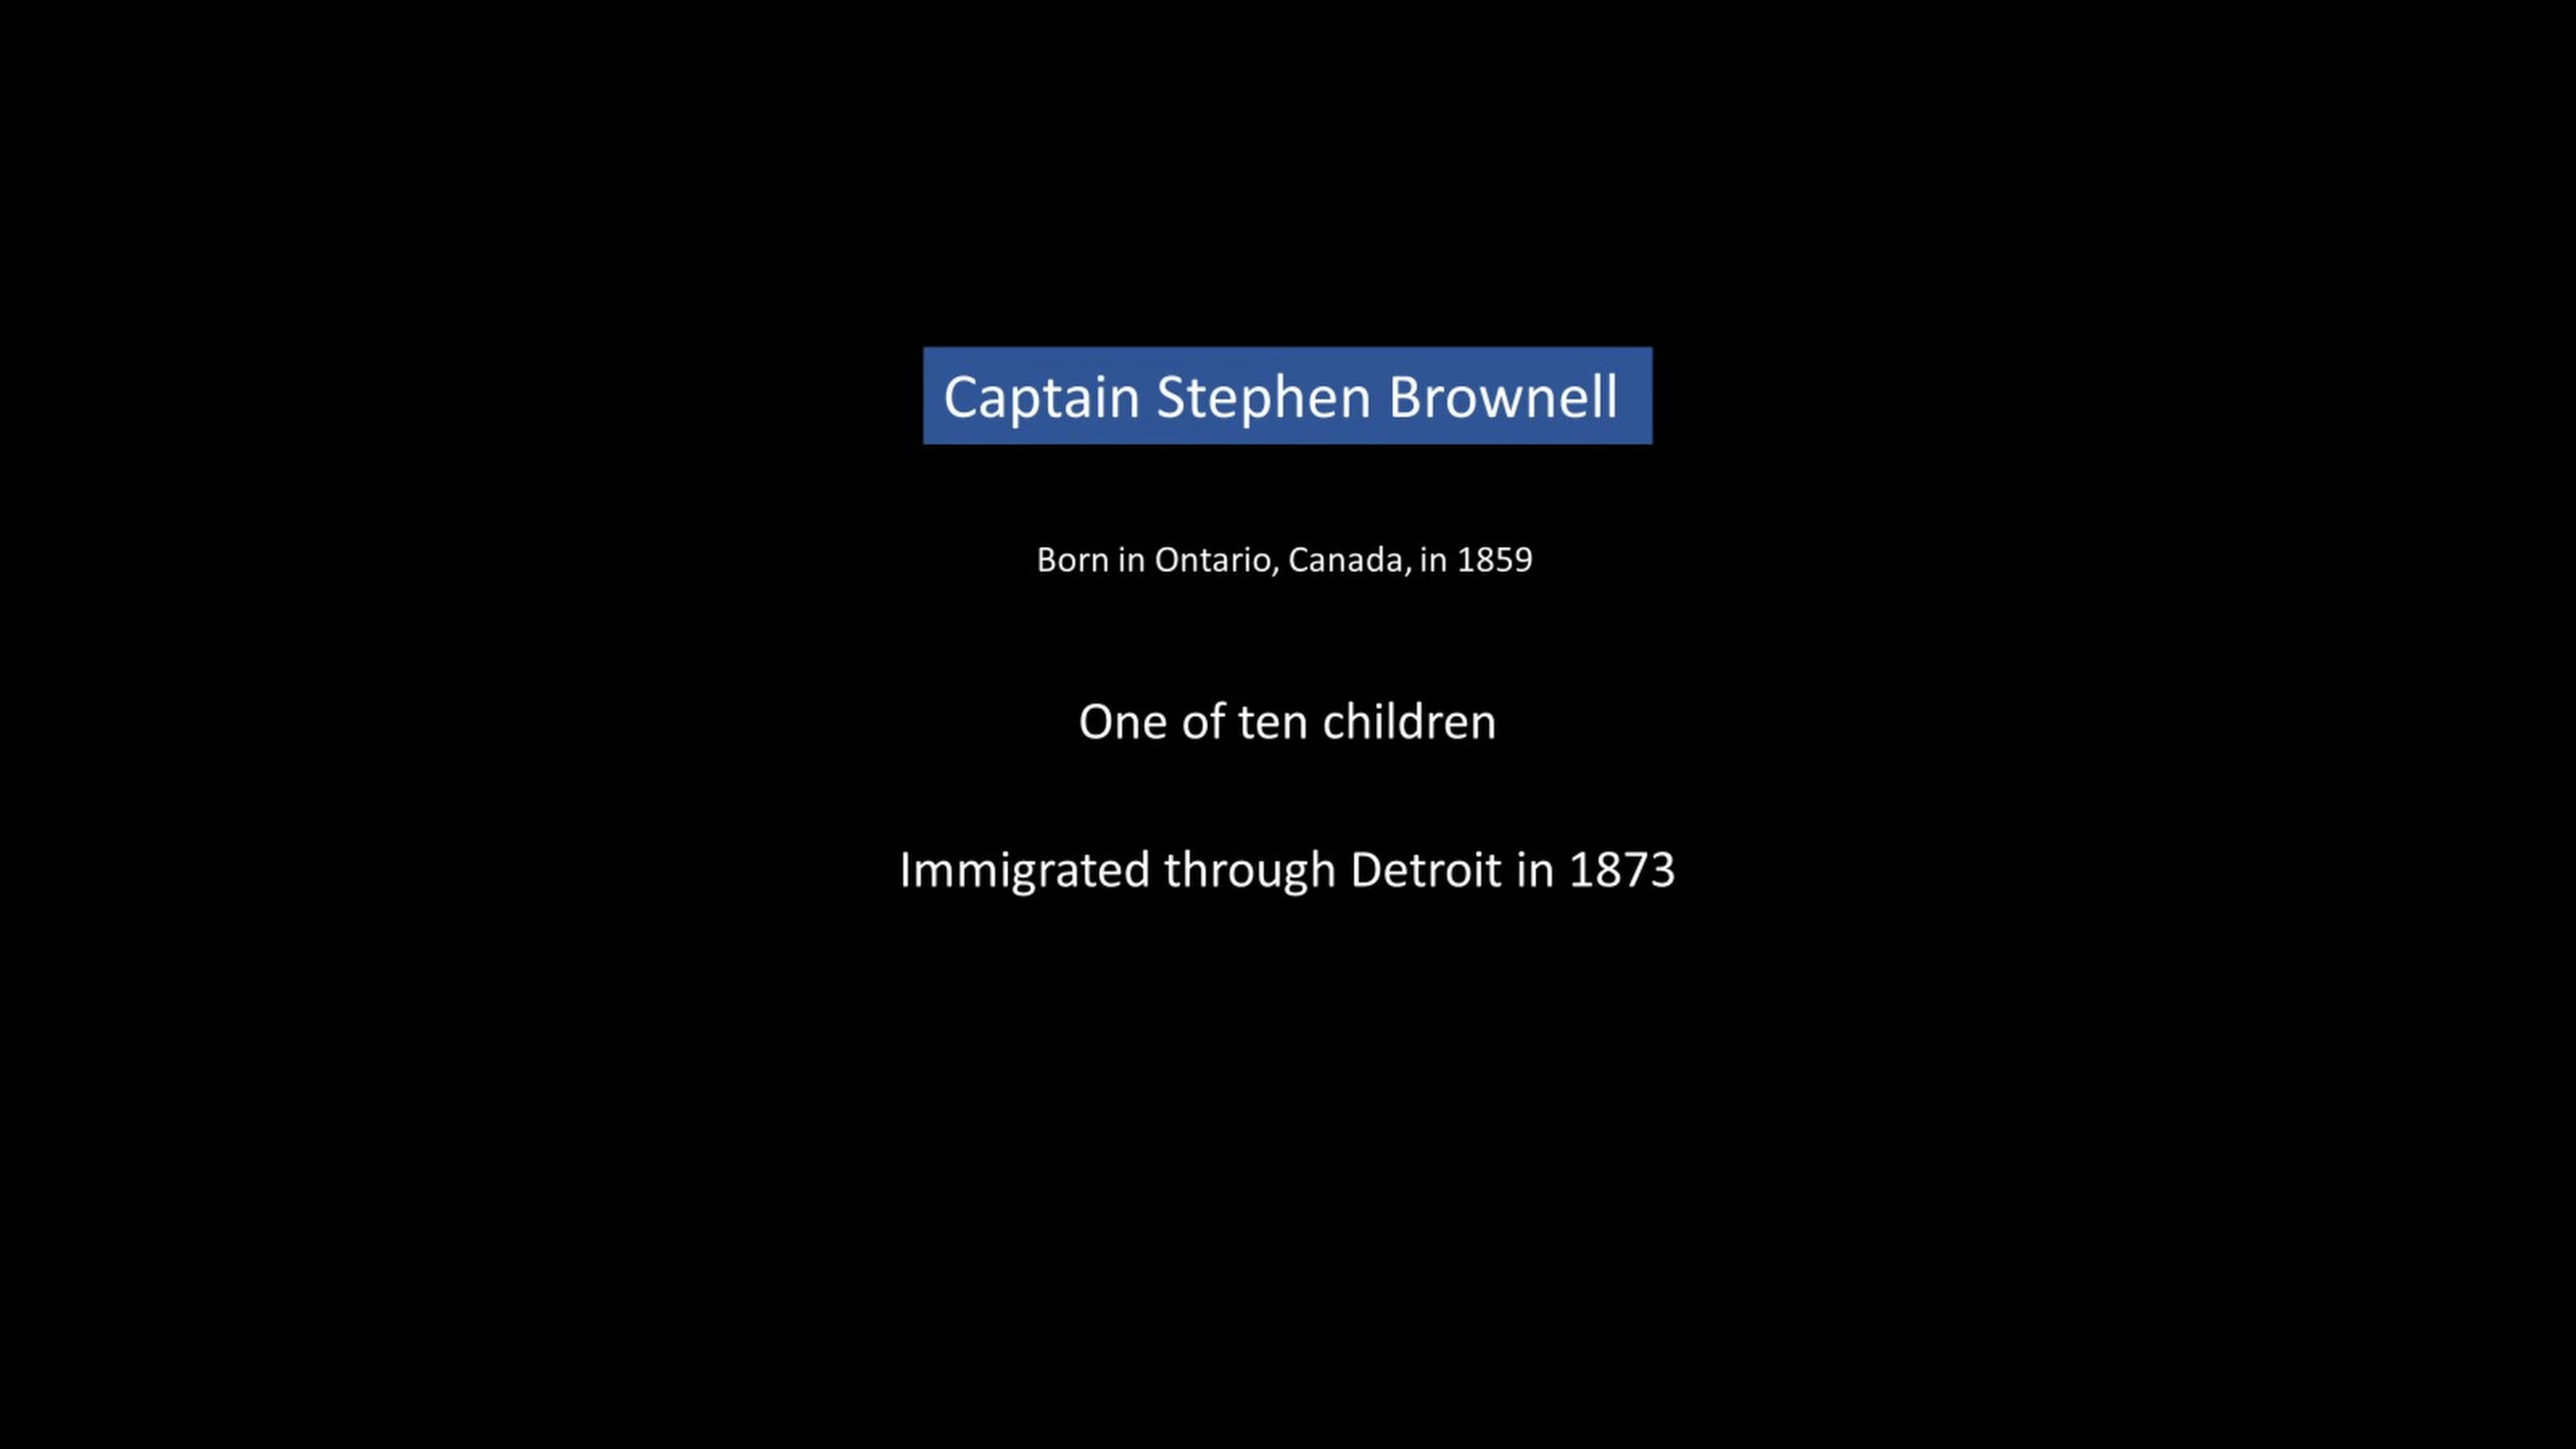 Captain Stephen Brownell
Born in Ontario, Canada, in 1859
One of ten children
Immigrated through Detroit in 1873